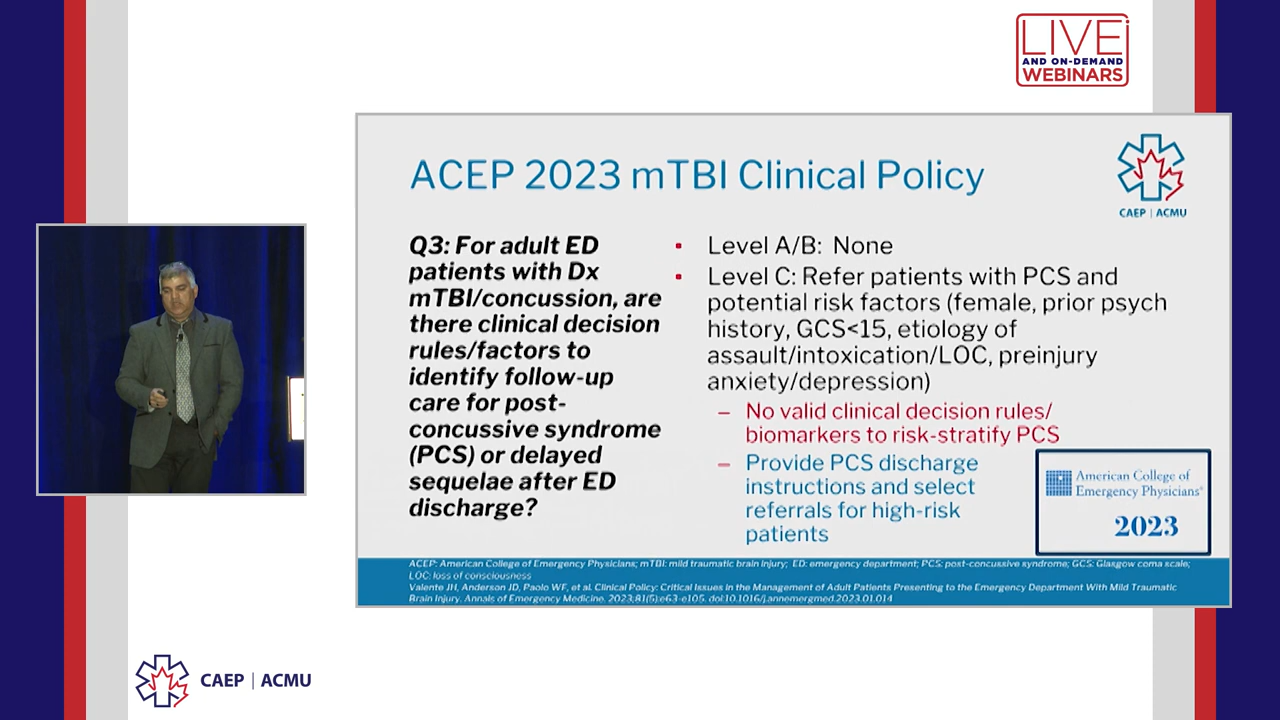 LIVE
AND ON-DEMAND
WEBINARS
ACEP 2023 mTBI Clinical Policy
CAEP | ACMU
Q3: For adult ED
patients with Dx
mTBI/concussion, are
there clinical decision
rules/factors to
identify follow-up
care for post-
concussive syndrome
(PCS) or delayed
sequelae after ED
discharge?
• Level A/B: None
• Level C: Refer patients with PCS and
potential risk factors (female, prior psych
history, GCS<15, etiology of
assault/intoxication/LOC, preinjury
anxiety/depression)
– No valid clinical decision rules/
biomarkers to risk-stratify PCS
– Provide PCS discharge
instructions and select
referrals for high-risk
patients
American College of
Emergency Physicians®
2023
ACEP: American College of Emergency Physicians; mTBI: mild traumatic brain injury; ED: emergency department; PCS: post-concussive syndrome; GCS: Glasgow coma scale;
LOC: loss of consciousness
Valente JH, Anderson JD, Paolo WF, et al. Clinical Policy: Critical Issues in the Management of Adult Patients Presenting to the Emergency Department With Mild Traumatic
Brain Injury. Annals of Emergency Medicine. 2023;81(5):e63-e105. doi:10.1016/j.annemergmed.2023.01.014
CAEP | ACMU